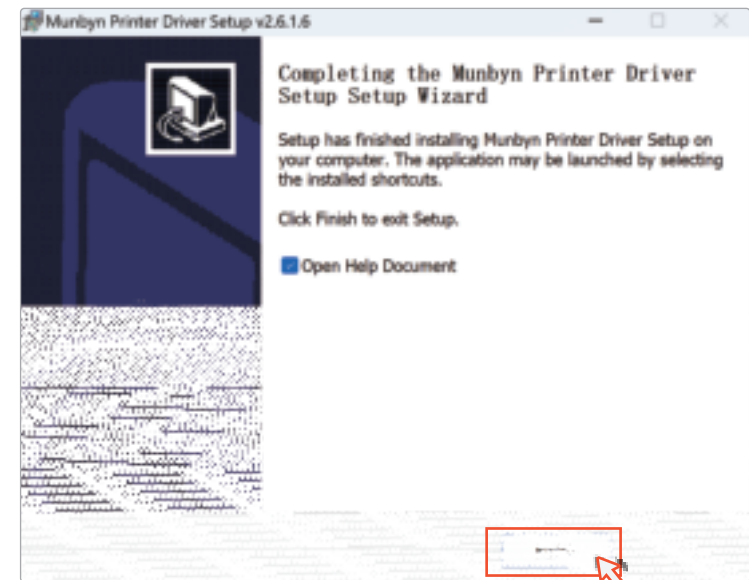 Munbyn Printer Driver Setup v2.6.1.6
Completing the Munbyn Printer Driver
Setup Setup Wizard
Setup has finished installing Munbyn Printer Driver Setup on
your computer. The application may be launched by selecting
the installed shortcuts.
Click Finish to exit Setup.
Open Help Document